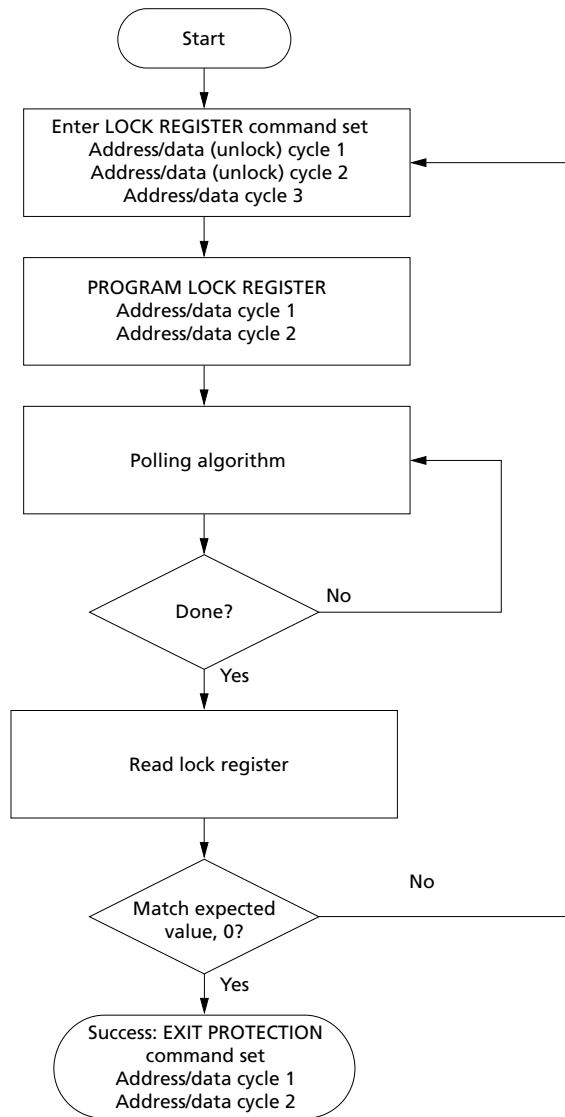 Start
Enter LOCK REGISTER command set
Address/data (unlock) cycle 1
Address/data (unlock) cycle 2
Address/data cycle 3
PROGRAM LOCK REGISTER
Address/data cycle 1
Address/data cycle 2
Polling algorithm
Done?
No
Yes
Read lock register
Match expected
value, 0?
No
Yes
Success: EXIT PROTECTION
command set
Address/data cycle 1
Address/data cycle 2